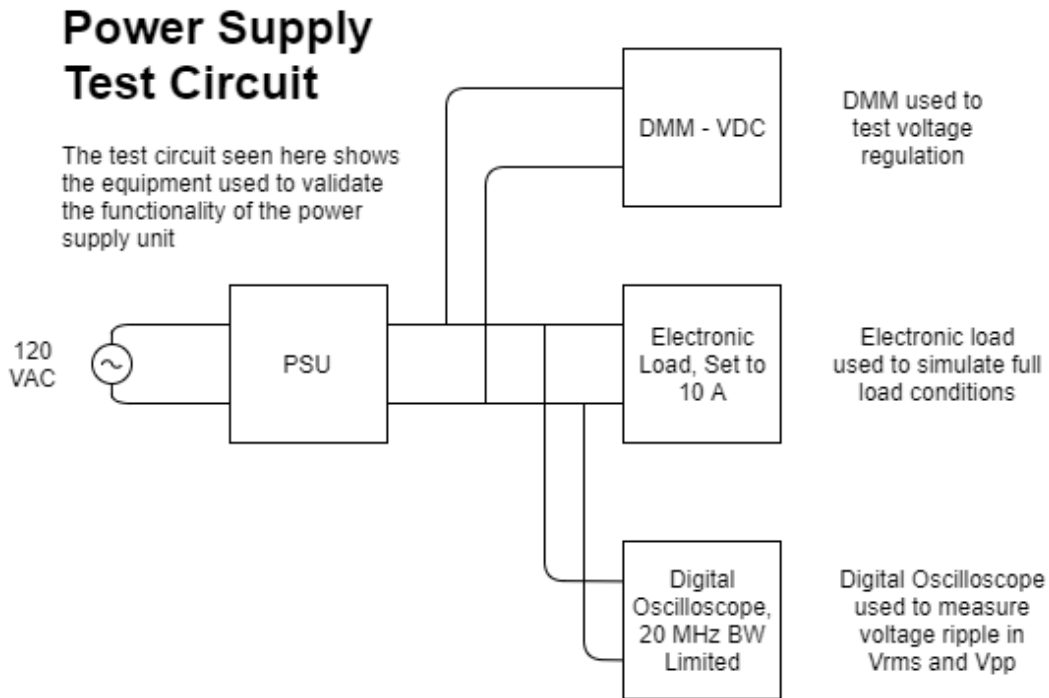 Power Supply
Test Circuit
The test circuit seen here shows
the equipment used to validate
the functionality of the power
supply unit
DMM - VDC
DMM used to
test voltage
regulation
120
VAC
PSU
Electronic
Load, Set to
10 A
Electronic load
used to simulate full
load conditions
Digital
Oscilloscope,
20 MHz BW
Limited
Digital Oscilloscope
used to measure
voltage ripple in
Vrms and Vpp